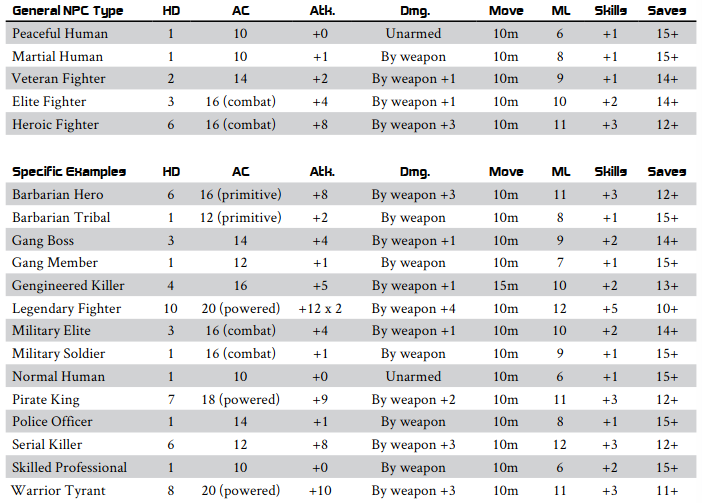 General NPC Type HD AC Atk. Dmg. Move ML Skills Saves
Peaceful Human 1 10 +0 Unarmed 10m 6 +1 15+
Martial Human 1 10 +1 By weapon 10m 8 +1 15+
Veteran Fighter 2 14 +2 By weapon +1 10m 9 +1 14+
Elite Fighter 3 16 (combat) +4 By weapon +1 10m 10 +2 14+
Heroic Fighter 6 16 (combat) +8 By weapon +3 10m 11 +3 12+
Specific Examples HD AC Atk. Dmg. Move ML Skills Saves
Barbarian Hero 6 16 (primitive) +8 By weapon +3 10m 11 +3 12+
Barbarian Tribal 1 12 (primitive) +2 By weapon 10m 8 +1 15+
Gang Boss 3 14 +4 By weapon +1 10m 9 +2 14+
Gang Member 1 12 +1 By weapon 10m 7 +1 15+
Gengineered Killer 4 16 +5 By weapon +1 15m 10 +2 13+
Legendary Fighter 10 20 (powered) +12 x 2 By weapon +4 10m 12 +5 10+
Military Elite 3 16 (combat) +4 By weapon +1 10m 10 +2 14+
Military Soldier 1 16 (combat) +1 By weapon 10m 9 +1 15+
Normal Human 1 10 +0 Unarmed 10m 6 +1 15+
Pirate King 7 18 (powered) +9 By weapon +2 10m 11 +3 12+
Police Officer 1 14 +1 By weapon 10m 8 +1 15+
Serial Killer 6 12 +8 By weapon +3 10m 12 +3 12+
Skilled Professional 1 10 +0 By weapon 10m 6 +2 15+
Warrior Tyrant 8 20 (powered) +10 By weapon +3 10m 11 +3 11+